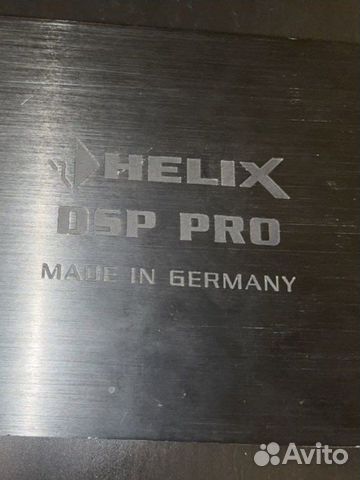 HELIX
DSP PRO
MADE IN GERMANY
Avito